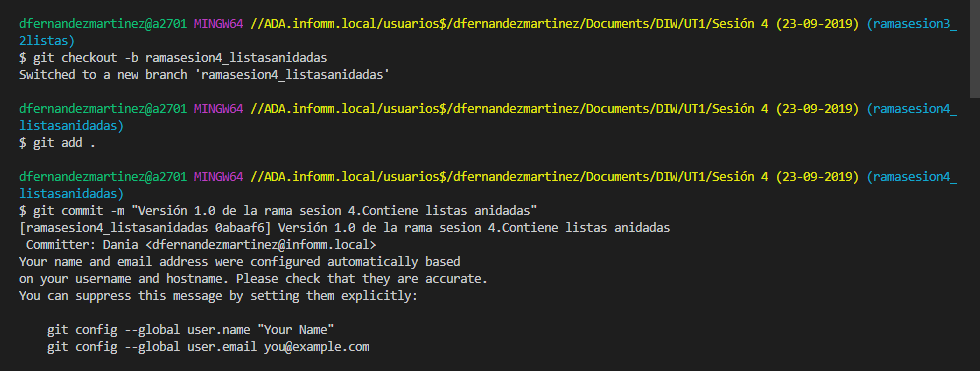 dfernandezmartinez@a2701 MINGW64 //ADA.infomm.local/usuarios$/dfernandezmartinez/Documents/DIW/UT1/Sesión 4 (23-09-2019) (ramasesion3_
2listas)
$ git checkout -b ramasesion4_listasanidadas
Switched to a new branch 'ramasesion4_listasanidadas'
dfernandezmartinez@a2701 MINGW64 //ADA.infomm.local/usuarios$/dfernandezmartinez/Documents/DIW/UT1/Sesión 4 (23-09-2019) (ramasesion4_
listasanidadas)
$ git add .
dfernandezmartinez@a2701 MINGW64 //ADA.infomm.local/usuarios$/dfernandezmartinez/Documents/DIW/UT1/Sesión 4 (23-09-2019) (ramasesion4_
listasanidadas)
$ git commit -m "Versión 1.0 de la rama sesion 4.Contiene listas anidadas"
[ramasesion4_listasanidadas 0abaaf6] Versión 1.0 de la rama sesion 4.Contiene listas anidadas
 Committer: Dania <dfernandezmartinez@infomm.local>
Your name and email address were configured automatically based
on your username and hostname. Please check that they are accurate.
You can suppress this message by setting them explicitly:
    git config --global user.name "Your Name"
    git config --global user.email you@example.com